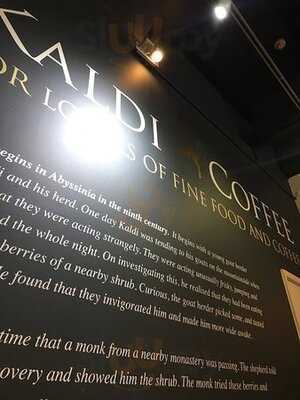 KALDI COFFEE
OR LOVERS OF FINE FOOD AND COFFEE
egins in Abyssinia in the ninth century. It begins with a young goat herder
i and his herd. One day Kaldi was tending to his goats on the mountainside when
at they were acting strangely. They were acting unusually frisky, jumping and
d the whole night. On investigating this, he realised that they had been eating
berries of a nearby shrub. Curious, the goat herder picked some, and tasted
e found that they invigorated him and made him more wide awake.
time that a monk from a nearby monastery was passing. The shepherd told
overy and showed him the shrub. The monk tried these berries and